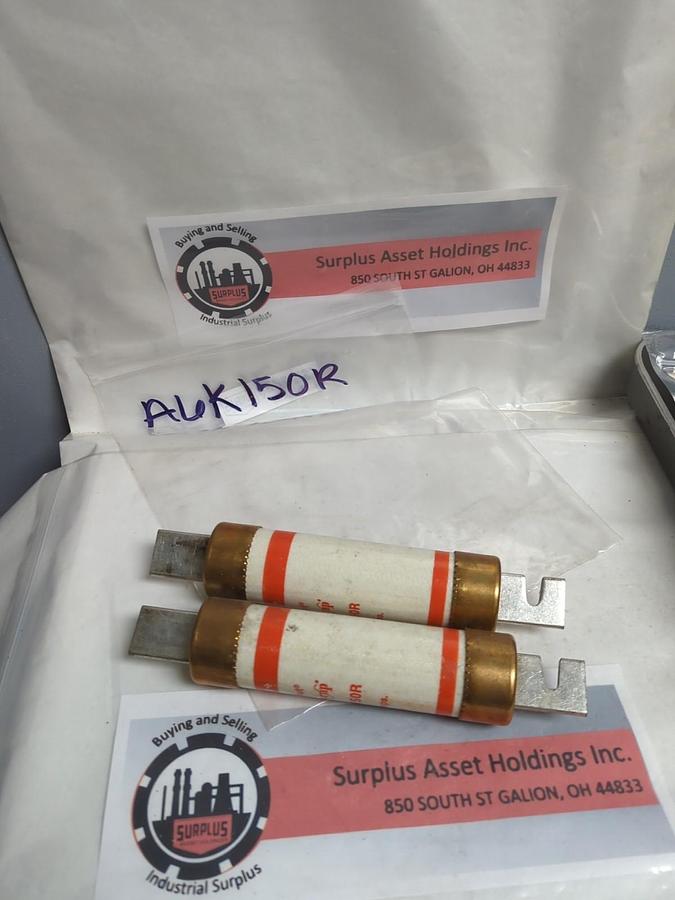 Buying and Selling
Surplus Asset Holdings Inc.
850 SOUTH ST GALION, OH 44833
SURPLUS
Industrial Surplus
A6K150R
Buying and Selling
Surplus Asset Holdings Inc.
850 SOUTH ST GALION, OH 44833
SURPLUS
Industrial Surplus